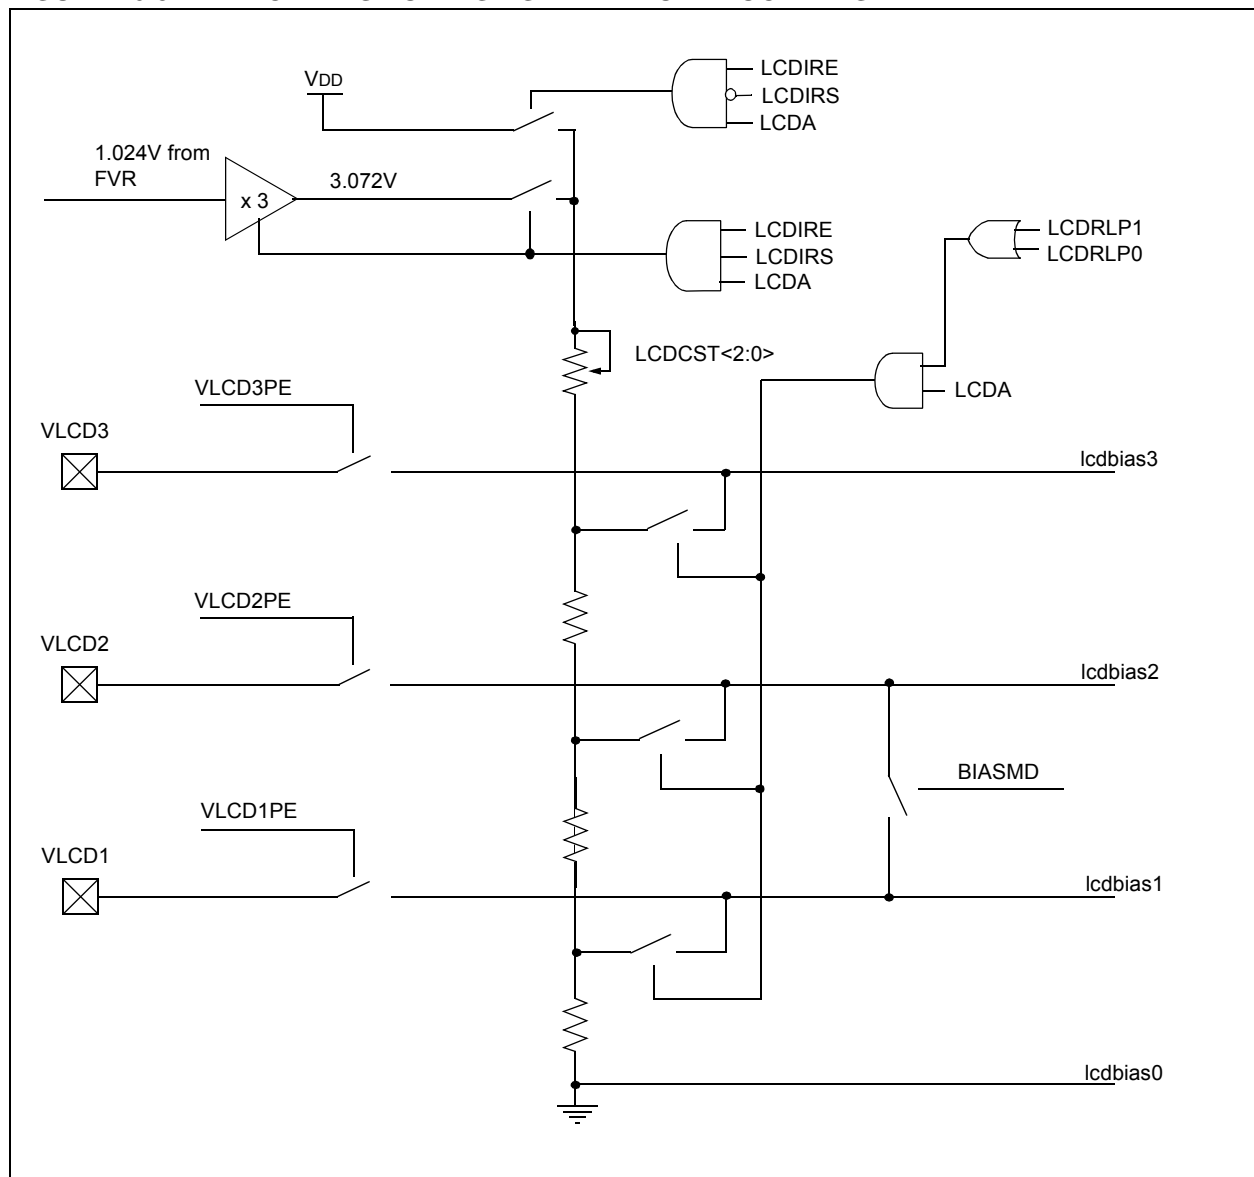 VDD
LCDIRE
LCDIRS
LCDA
1.024V from
FVR
x 3
3.072V
LCDIRE
LCDIRS
LCDA
LCDRLP1
LCDRLP0
LCDCST<2:0>
LCDA
VLCD3PE
VLCD3
lcdbias3
VLCD2PE
VLCD2
lcdbias2
BIASMD
VLCD1PE
VLCD1
lcdbias1
lcdbias0